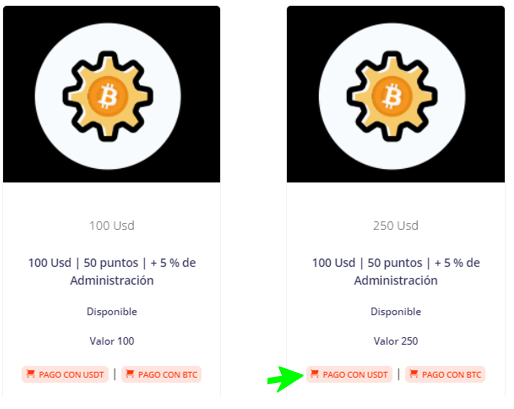 100 Usd
100 Usd | 50 puntos | + 5 % de
Administración
Disponible
Valor 100
PAGO CON USDT | PAGO CON BTC
250 Usd
100 Usd | 50 puntos | + 5 % de
Administración
Disponible
Valor 250
PAGO CON USDT | PAGO CON BTC